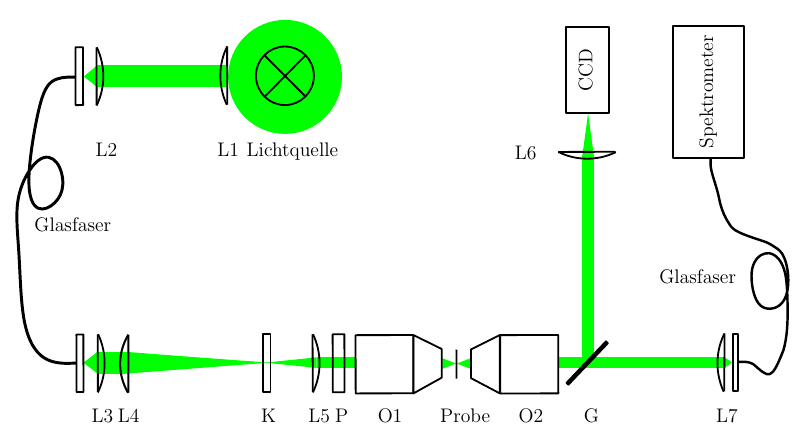 CCD
Spektrometer
L2
L1 Lichtquelle
L6
Glasfaser
Glasfaser
L3 L4
K
L5 P
O1
Probe
O2
G
L7